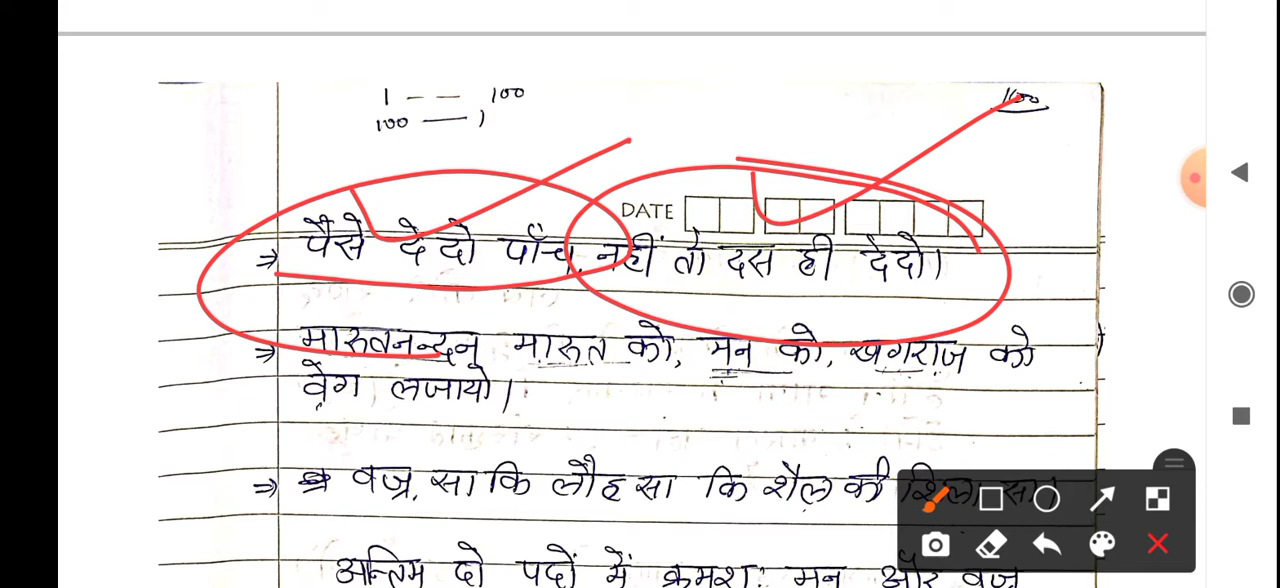 1 — — , 100
100 — 1
100
DATE
⇒ पैसे दे दो पाँच, नहीं तो दस ही देदो।
⇒ मारुतनन्दनु मारुत को, मन को, खगराज को
वेग लजायो।
⇒ वज्र सा कि लौह सा कि शैल की शिला सा।
अन्तिम दो पदों में क्रमशः मन और वज्र